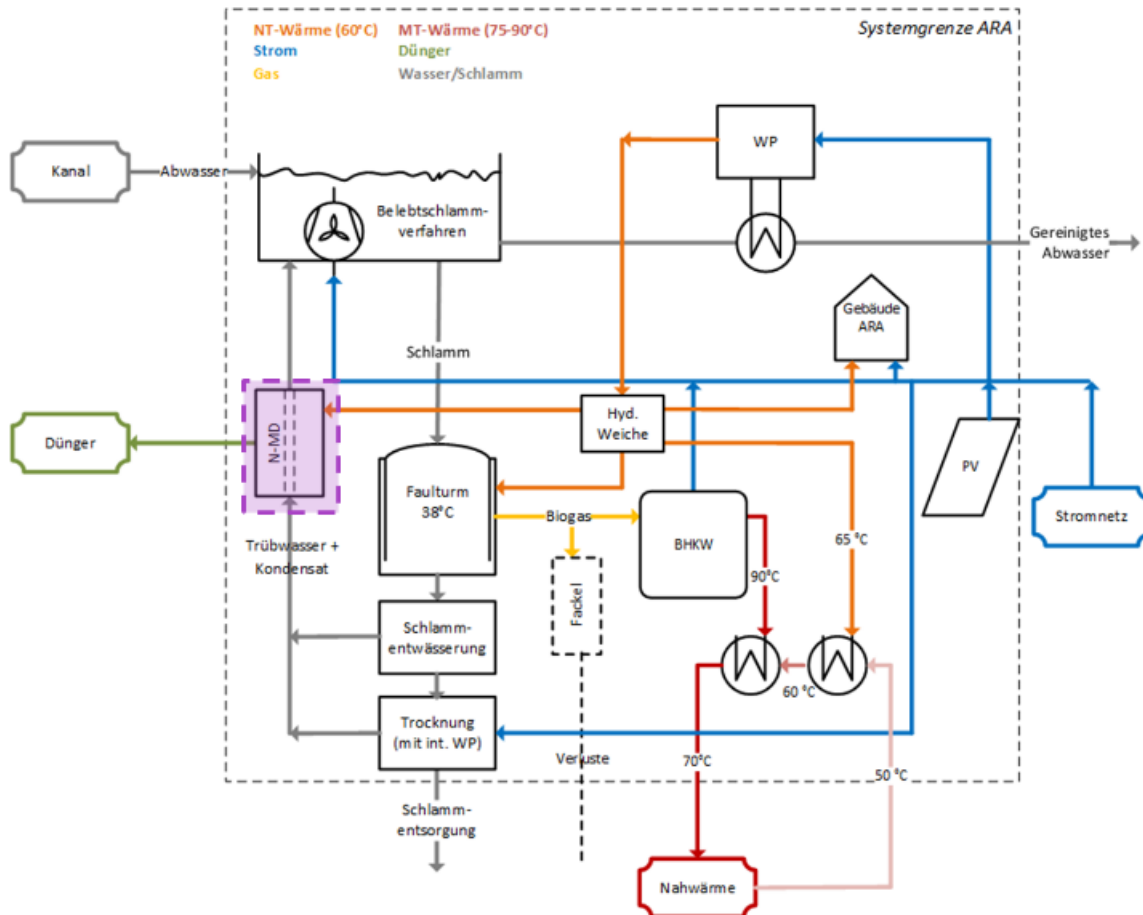 NT-Wärme (60°C)
MT-Wärme (75-90°C)
Systemgrenze ARA
Strom
Dünger
Gas
Wasser/Schlamm
WP
Kanal
Abwasser
Belebtschlamm-
verfahren
Gereinigtes
Abwasser
Gebäude
ARA
Schlamm
Hyd.
Weiche
Dünger
N-MD
PV
Faulturm
38°C
Biogas
BHKW
Stromnetz
65 °C
Trübwasser +
Kondensat
90°C
Fackel
Schlamm-
entwässerung
60 °C
Trocknung
(mit int. WP)
Verluste
70°C
50 °C
Schlamm-
entsorgung
Nahwärme